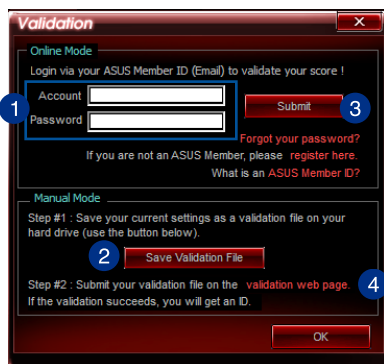 Validation
Online Mode
Login via your ASUS Member ID (Email) to validate your score !
1
Account
Password
Submit
3
Forgot your password?
If you are not an ASUS Member, please register here.
What is an ASUS Member ID?
Manual Mode
Step #1 : Save your current settings as a validation file on your
hard drive (use the button below).
2
Save Validation File
Step #2 : Submit your validation file on the validation web page.
4
If the validation succeeds, you will get an ID.
OK